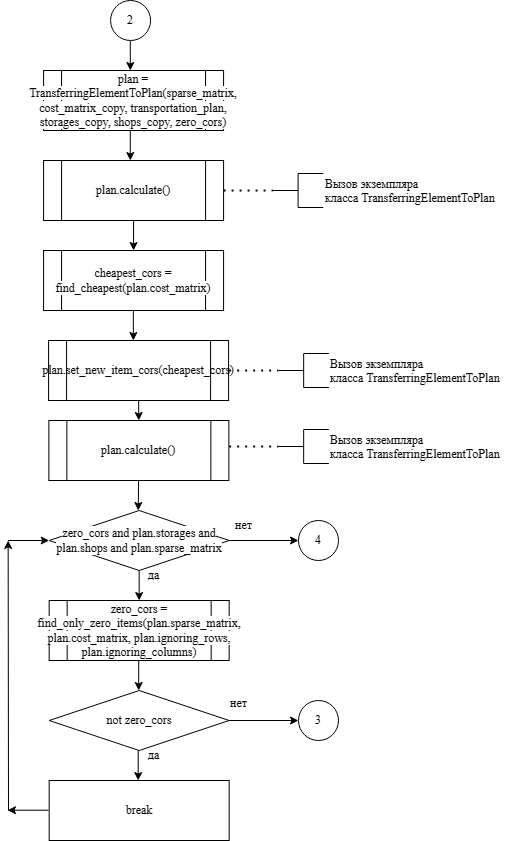 2
plan =
TransferringElementToPlan(sparse_matrix,
cost_matrix_copy, transportation_plan,
storages_copy, shops_copy, zero_cors)
plan.calculate()
Вызов экземпляра
класса TransferringElementToPlan
cheapest_cors =
find_cheapest(plan.cost_matrix)
plan.set_new_item_cors(cheapest_cors)
Вызов экземпляра
класса TransferringElementToPlan
plan.calculate()
Вызов экземпляра
класса TransferringElementToPlan
zero_cors and plan.storages and
plan.shops and plan.sparse_matrix
нет
4
да
zero_cors =
find_only_zero_items(plan.sparse_matrix,
plan.cost_matrix, plan.ignoring_rows,
plan.ignoring_columns)
not zero_cors
нет
3
да
break